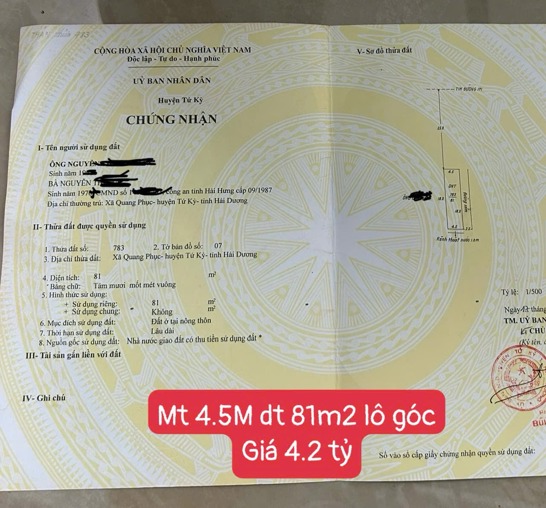 CỘNG HÒA XÃ HỘI CHỦ NGHĨA VIỆT NAM
Độc lập - Tự do - Hạnh phúc
UỶ BAN NHÂN DÂN
Huyện Tứ Kỳ
CHỨNG NHẬN
I- Tên người sử dụng đất
ÔNG NGUYỄN
Sinh năm
BÀ NGUYỄN
Sinh năm CMND số công an tỉnh Hải Hưng cấp 09/1987
Địa chỉ thường trú: Xã Quang Phục- huyện Tứ Kỳ- tỉnh Hải Dương
II- Thửa đất được quyền sử dụng
1. Thửa đất số: 783 2. Tờ bản đồ số: 07
3. Địa chỉ thửa đất: Xã Quang Phục- huyện Tứ Kỳ- tỉnh Hải Dương
4. Diện tích: 81 m²
Bằng chữ: Tám mươi mốt mét vuông
5. Hình thức sử dụng:
+ Sử dụng riêng: 81 m²
+ Sử dụng chung: Không m²
6. Mục đích sử dụng đất: Đất ở tại nông thôn
7. Thời hạn sử dụng đất: Lâu dài
8. Nguồn gốc sử dụng đất: Nhà nước giao đất có thu tiền sử dụng đất
III- Tài sản gắn liền với đất
IV- Ghi chú
V- Sơ đồ thửa đất
Tỷ lệ: 1/500
TM. UỶ BAN
(Ký tên,
Số vào sổ cấp giấy chứng nhận quyền sử dụng đất:
Mt 4.5M dt 81m2 lô góc
Giá 4.2 tỷ